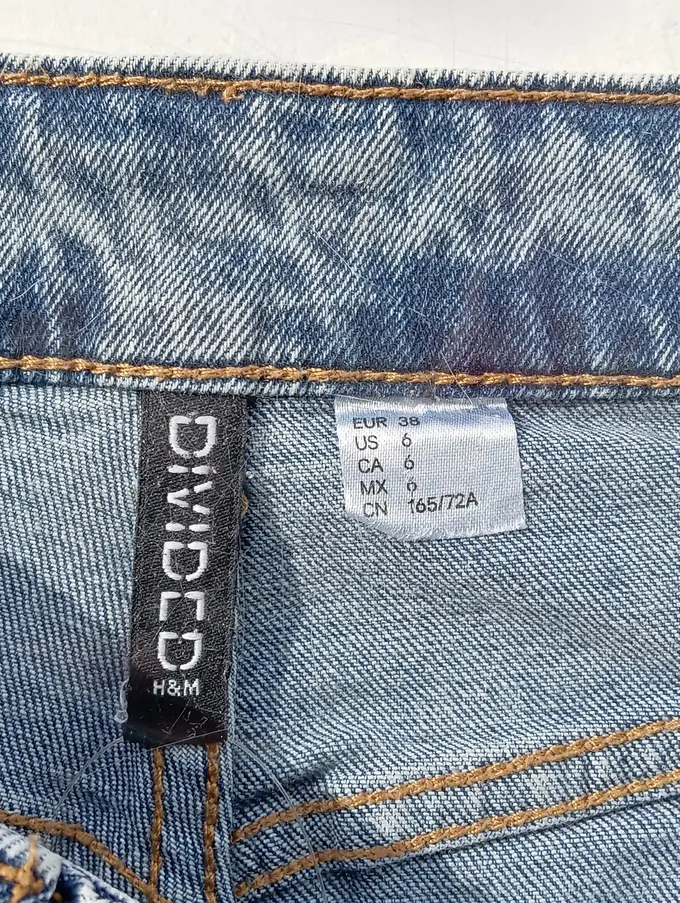 DIVIDED
H&M
EUR 38
US 6
CA 6
MX 6
CN 165/72A